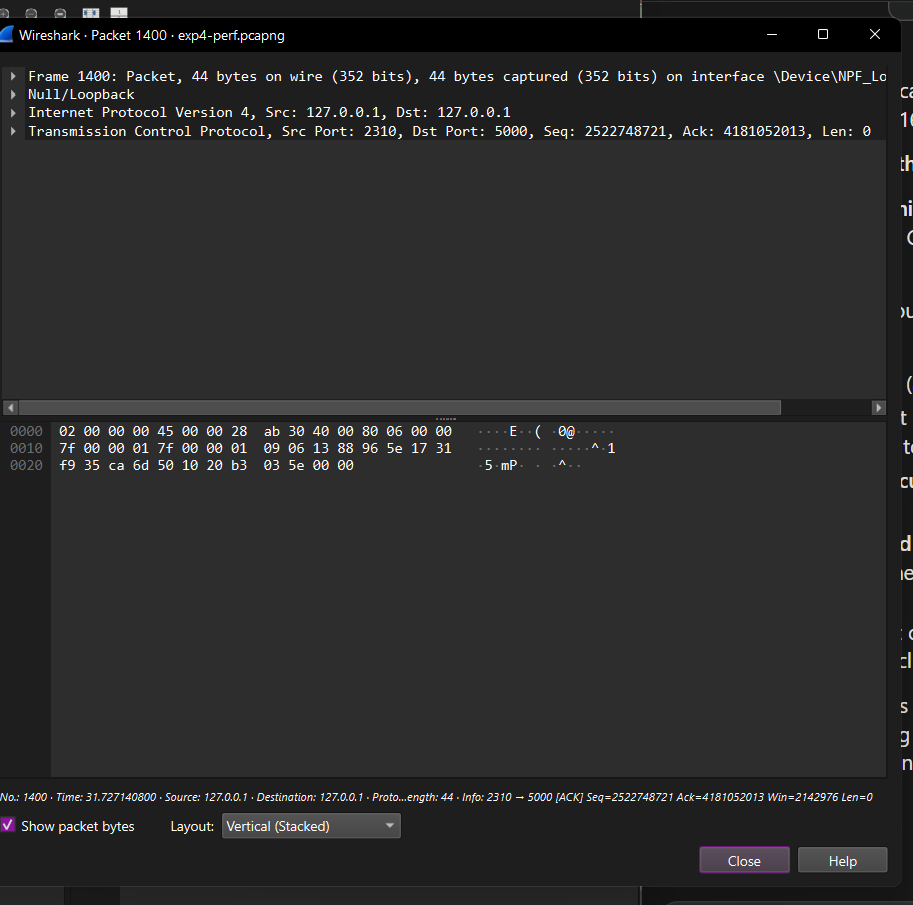 Wireshark · Packet 1400 · exp4-perf.pcapng
Frame 1400: Packet, 44 bytes on wire (352 bits), 44 bytes captured (352 bits) on interface \Device\NPF_Lo
Null/Loopback
Internet Protocol Version 4, Src: 127.0.0.1, Dst: 127.0.0.1
Transmission Control Protocol, Src Port: 2310, Dst Port: 5000, Seq: 2522748721, Ack: 4181052013, Len: 0
0000 02 00 00 00 45 00 00 28 ab 30 40 00 80 06 00 00 ····E··( ·0@·····
0010 7f 00 00 01 7f 00 00 01 09 06 13 88 96 5e 17 31 ········ ·····^·1
0020 f9 35 ca 6d 50 10 20 b3 03 5e 00 00 ·5·mP· · ·^··
No.: 1400 · Time: 31.727140800 · Source: 127.0.0.1 · Destination: 127.0.0.1 · Proto...ength: 44 · Info: 2310 → 5000 [ACK] Seq=2522748721 Ack=4181052013 Win=2142976 Len=0
Show packet bytes Layout: Vertical (Stacked)
Close Help